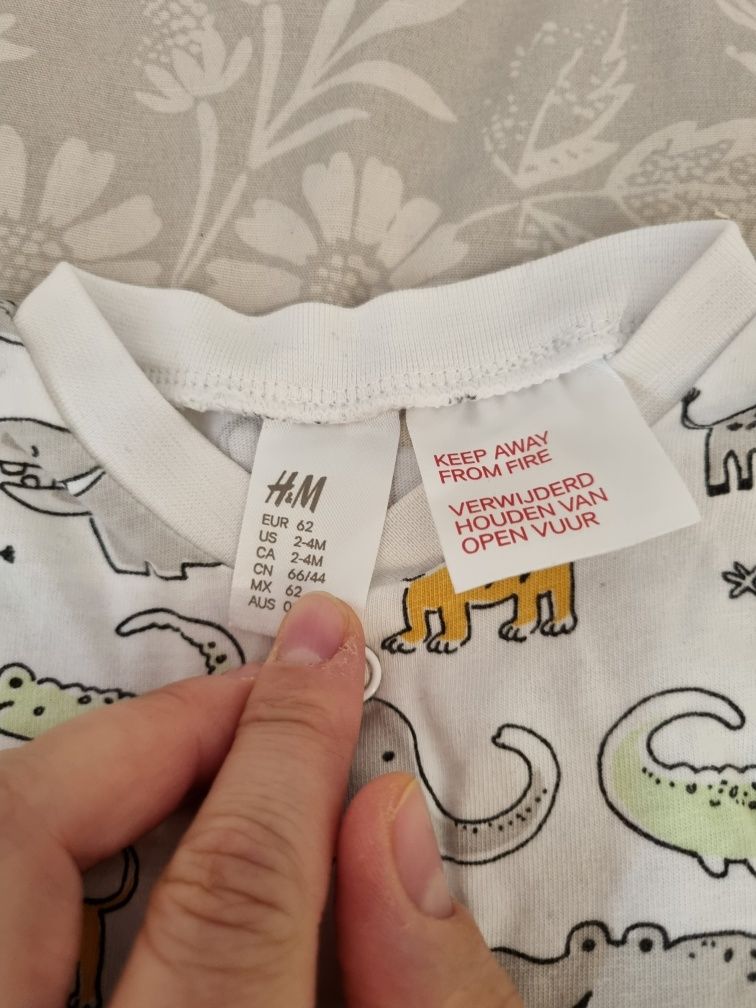 H&M
EUR 62
US 2-4M
CA 2-4M
CN 66/44
MX 62
AUS 0
KEEP AWAY
FROM FIRE
VERWIJDERD
HOUDEN VAN
OPEN VUUR